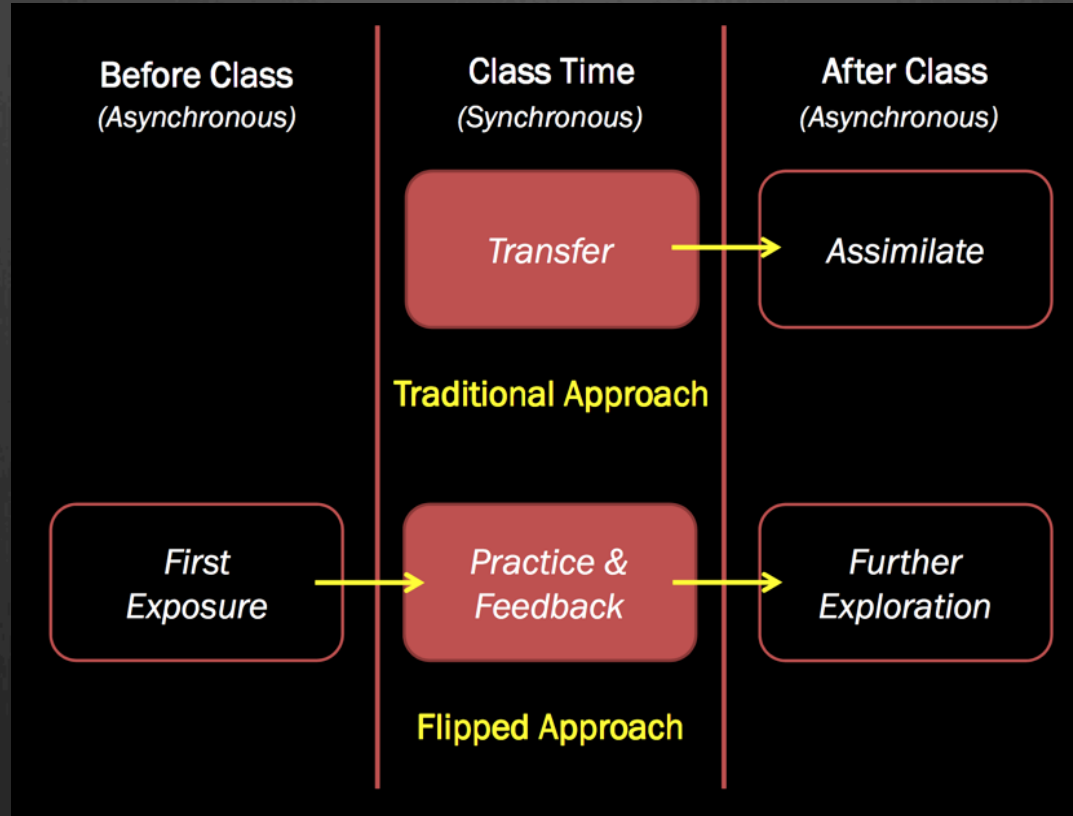 Before Class
(Asynchronous)
Class Time
(Synchronous)
After Class
(Asynchronous)
Transfer
Assimilate
Traditional Approach
First
Exposure
Practice &
Feedback
Further
Exploration
Flipped Approach